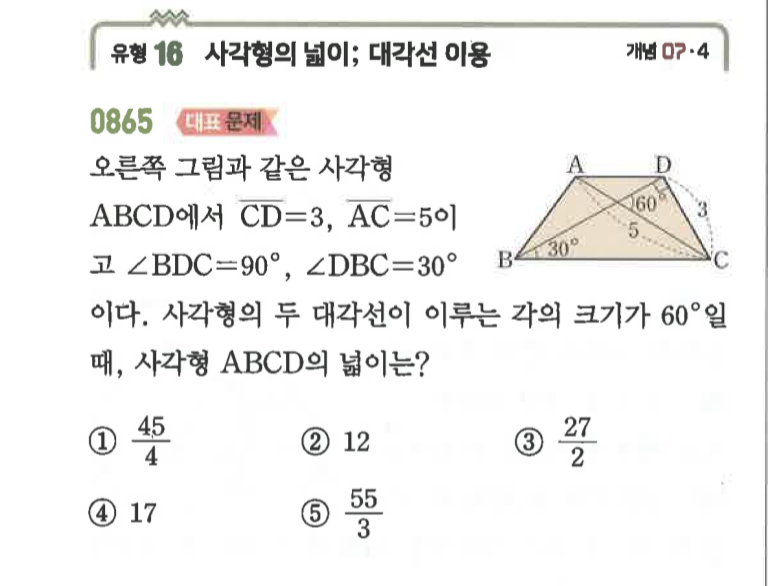 유형 16 사각형의 넓이; 대각선 이용 개념 07·4
0865 대표 문제
오른쪽 그림과 같은 사각형
ABCD에서 $\overline{CD}$=3, $\overline{AC}$=5이
고 ∠BDC=90°, ∠DBC=30°
이다. 사각형의 두 대각선이 이루는 각의 크기가 60°일
때, 사각형 ABCD의 넓이는?
A D
60°
3
5
B 30° C
① 45/4 ② 12 ③ 27/2
④ 17 ⑤ 55/3